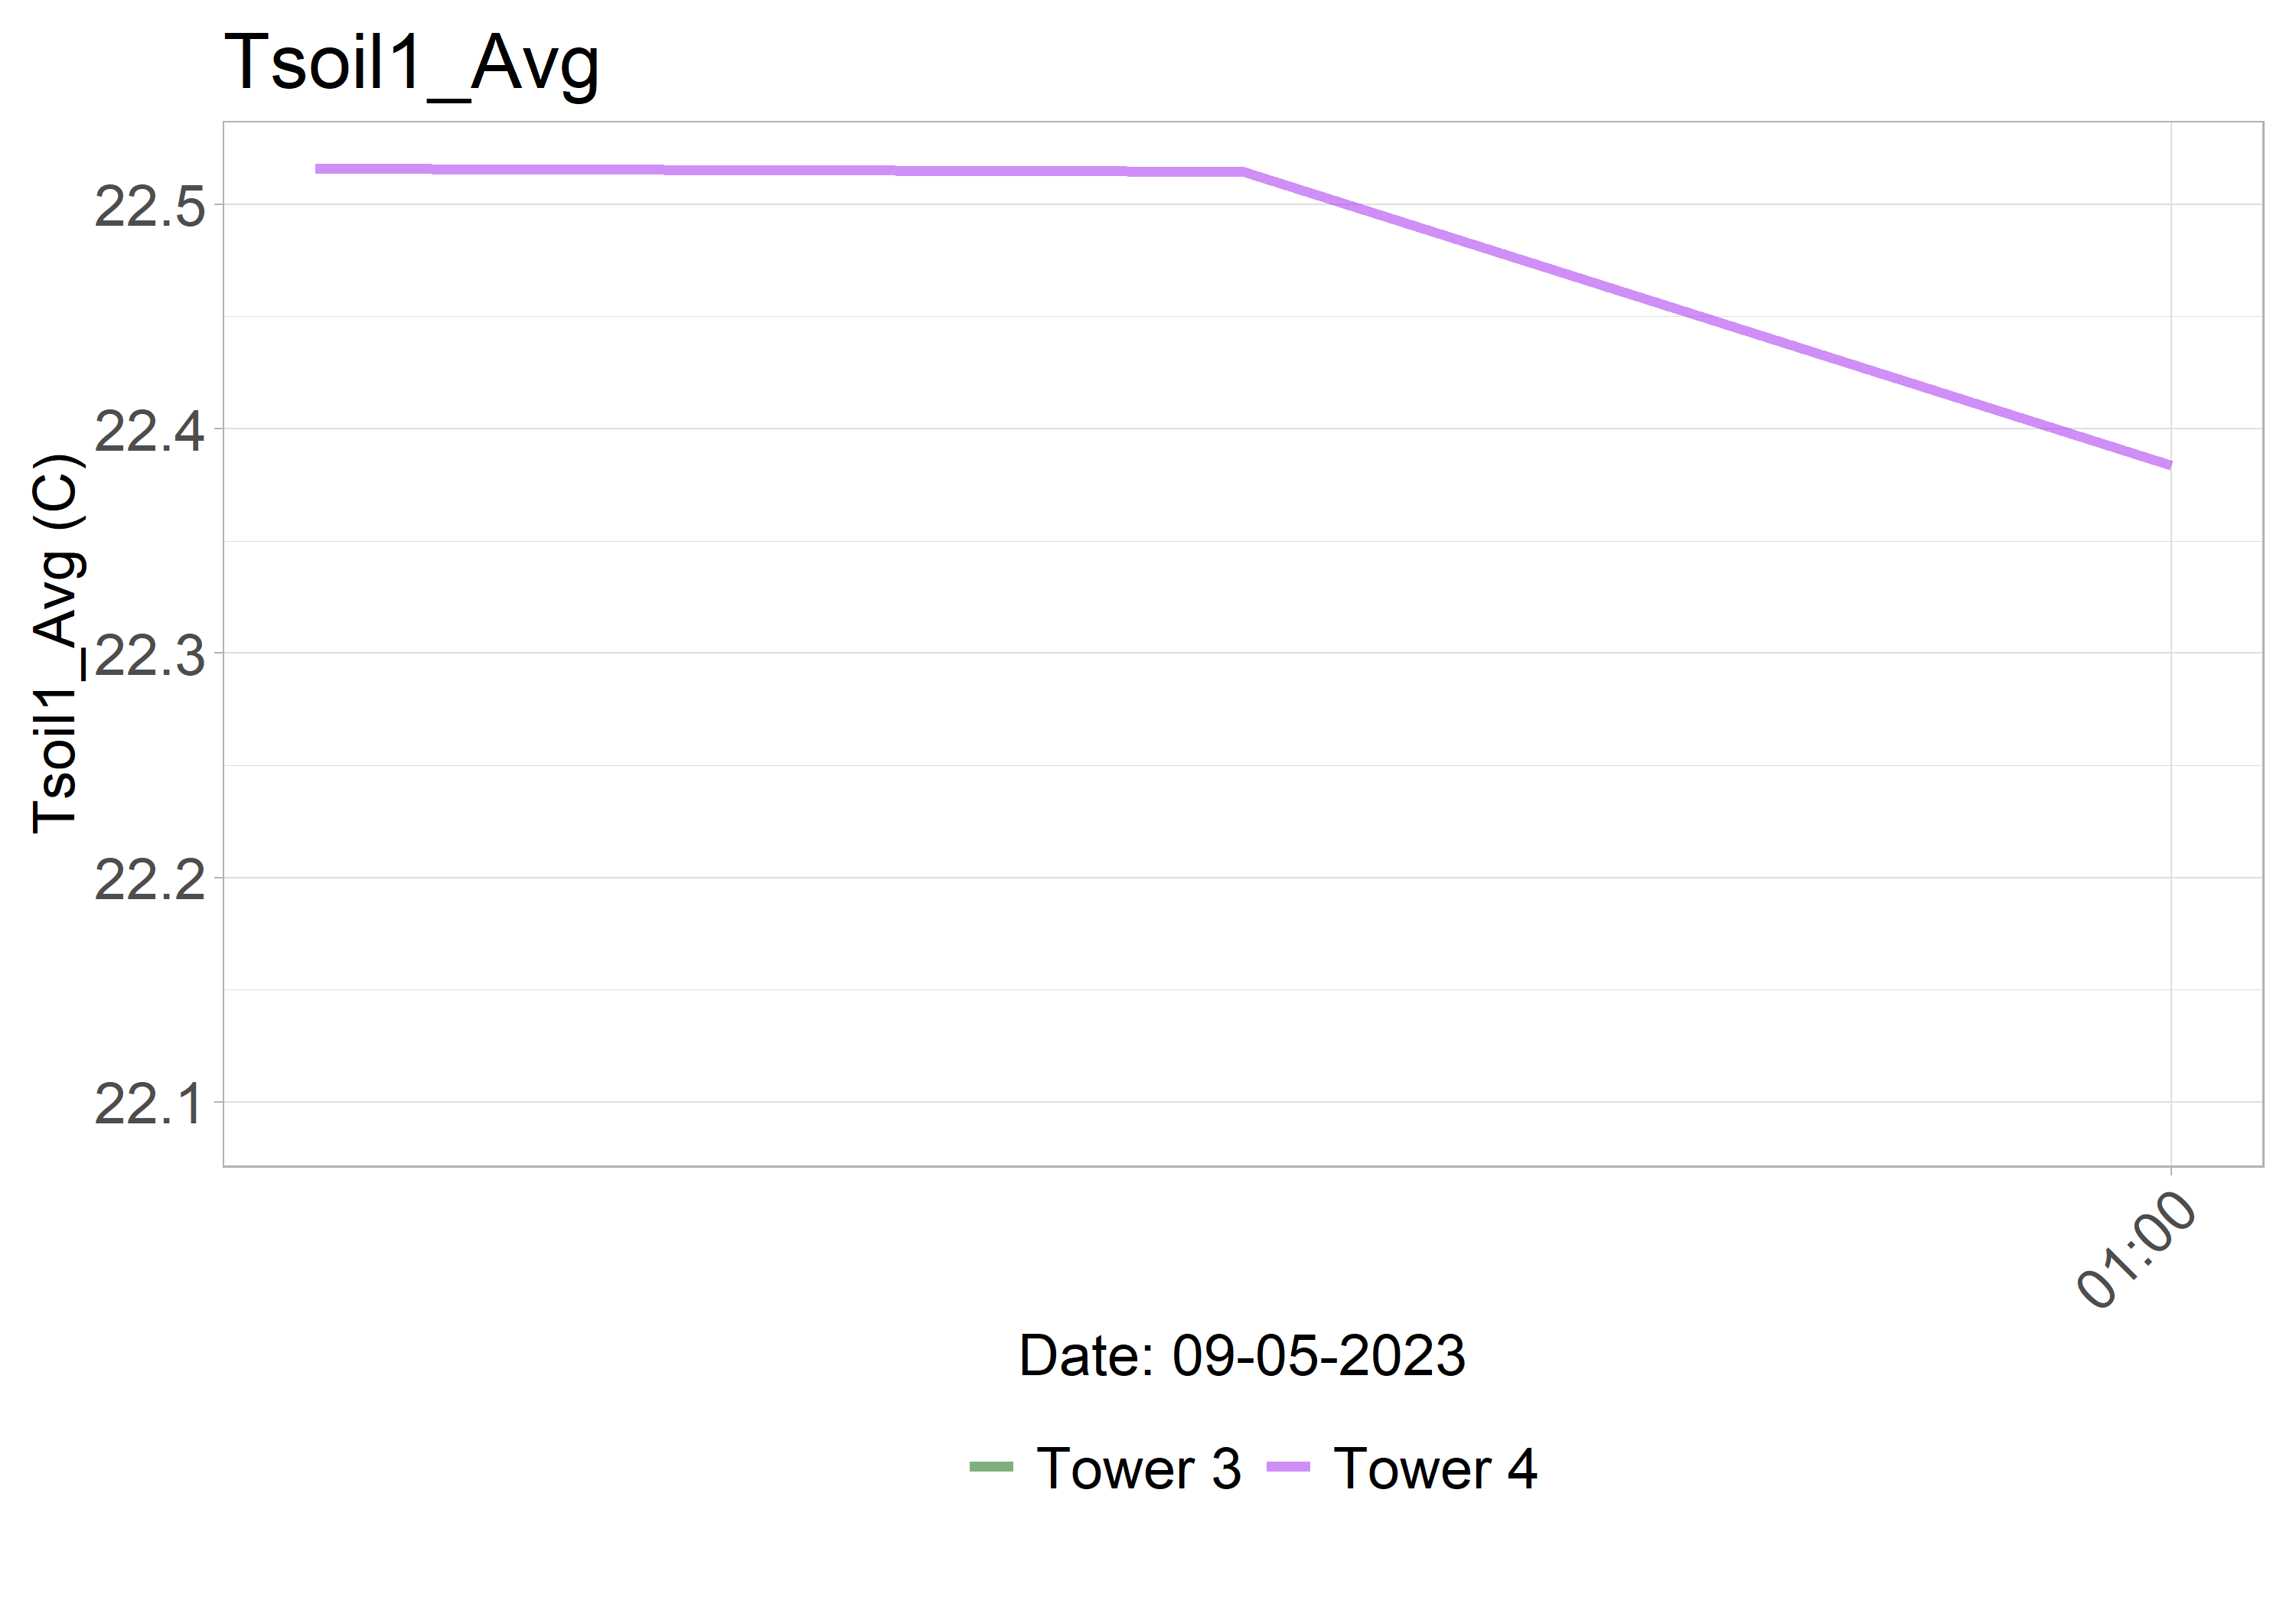 Tsoil1_Avg
Tsoil1_Avg (C)
22.5
22.4
22.3
22.2
22.1
01:00
Date: 09-05-2023
Tower 3 Tower 4